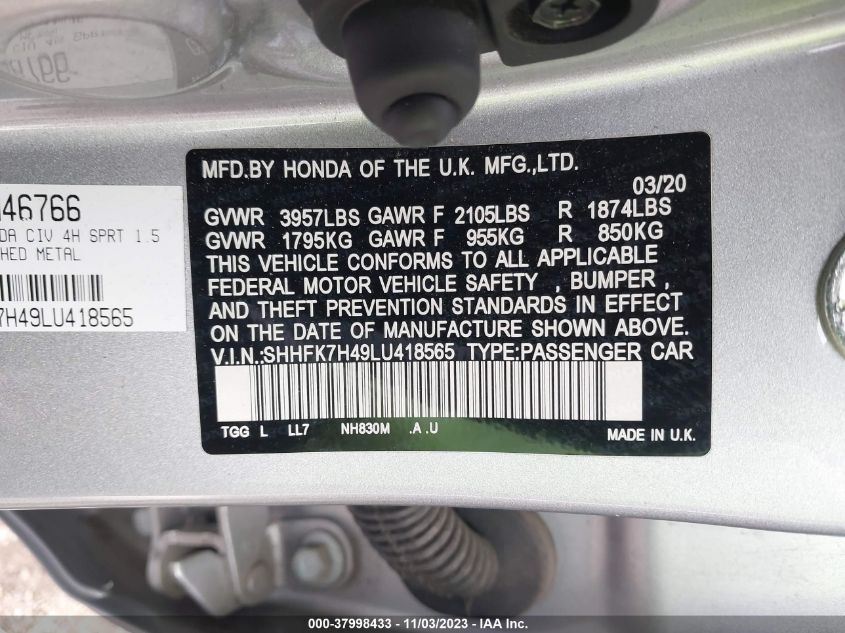 46766
DA CIV 4H SPRT 1.5
HED METAL
7H49LU418565
MFD.BY HONDA OF THE U.K. MFG.,LTD.
03/20
GVWR 3957LBS GAWR F 2105LBS R 1874LBS
GVWR 1795KG GAWR F 955KG R 850KG
THIS VEHICLE CONFORMS TO ALL APPLICABLE
FEDERAL MOTOR VEHICLE SAFETY , BUMPER ,
AND THEFT PREVENTION STANDARDS IN EFFECT
ON THE DATE OF MANUFACTURE SHOWN ABOVE.
V.I.N.:SHHFK7H49LU418565 TYPE:PASSENGER CAR
TGG L LL7 NH830M .A .U
MADE IN U.K.
000-37998433 - 11/03/2023 - IAA Inc.